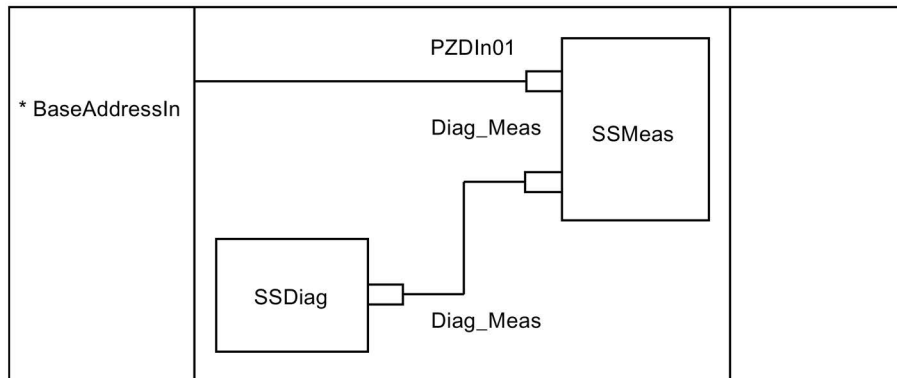 PZDIn01
* BaseAddressIn
Diag_Meas
SSMeas
SSDiag
Diag_Meas